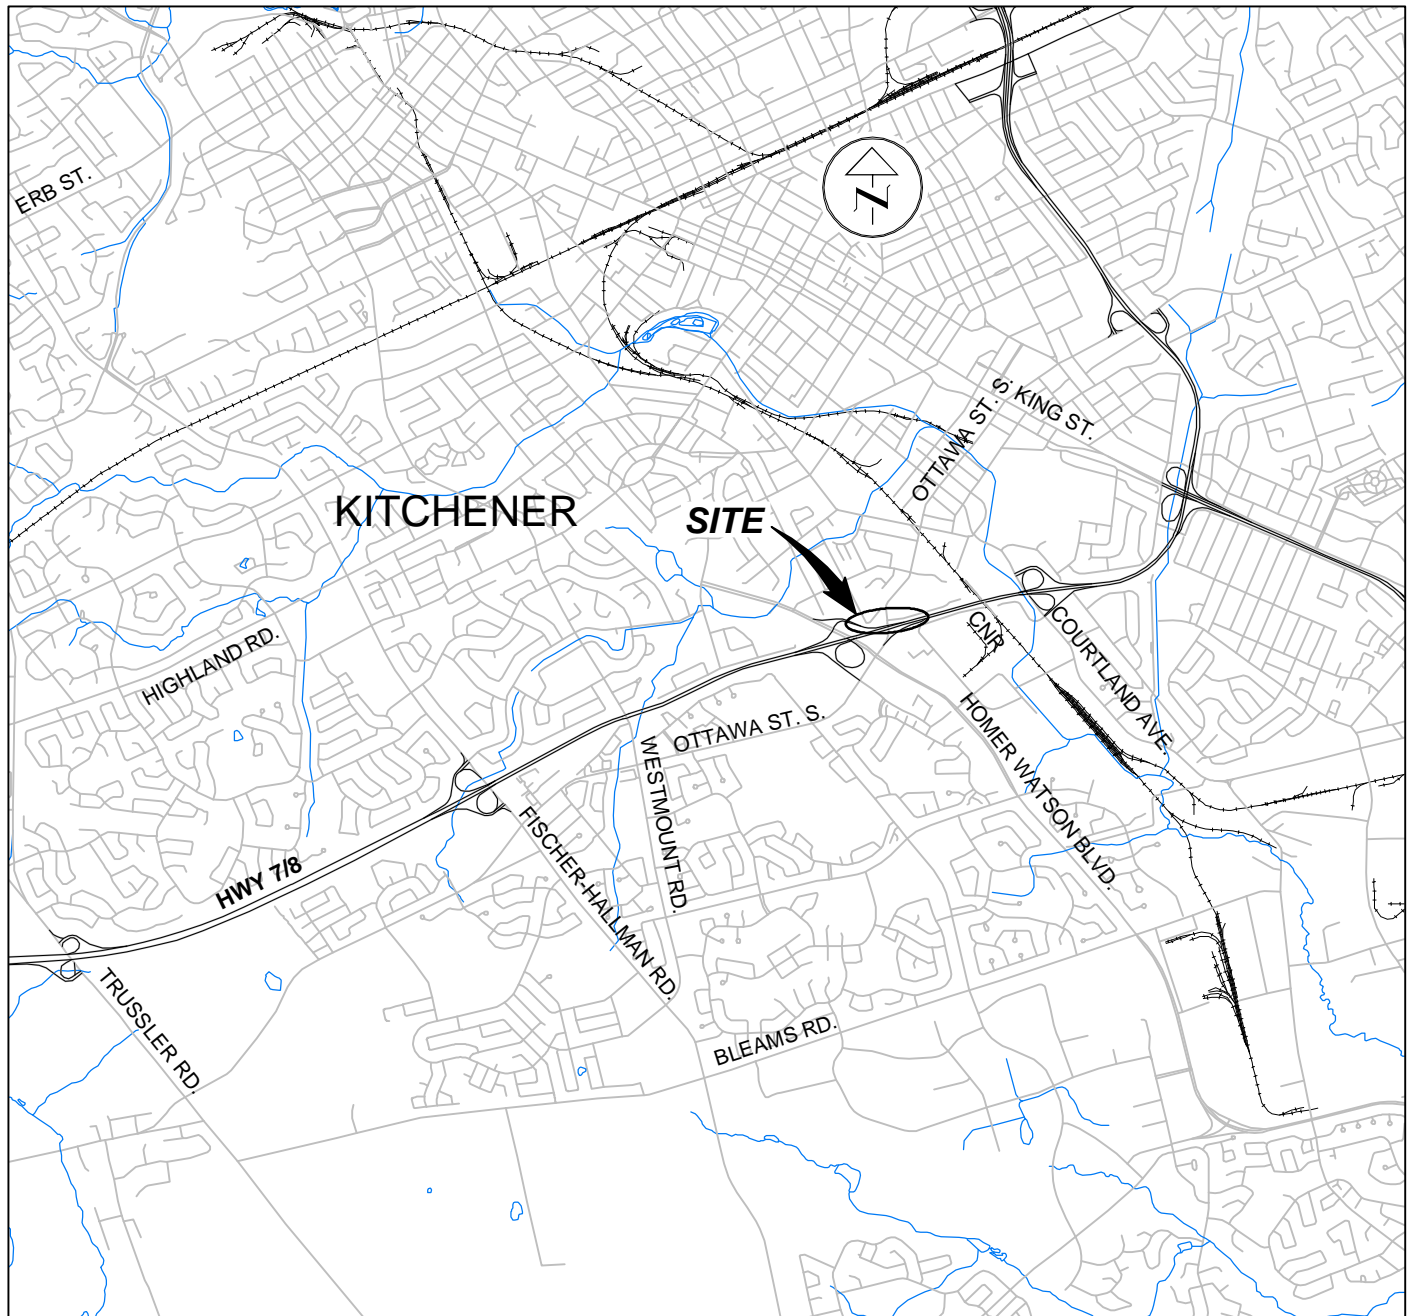 ERB ST.
OTTAWA ST. S.
KING ST.
KITCHENER
SITE
HIGHLAND RD.
CNR
COURTLAND AVE.
HOMER WATSON BLVD.
OTTAWA ST. S.
WESTMOUNT RD.
FISCHER-HALLMAN RD.
HWY 7/8
TRUSSLER RD.
BLEAMS RD.
N